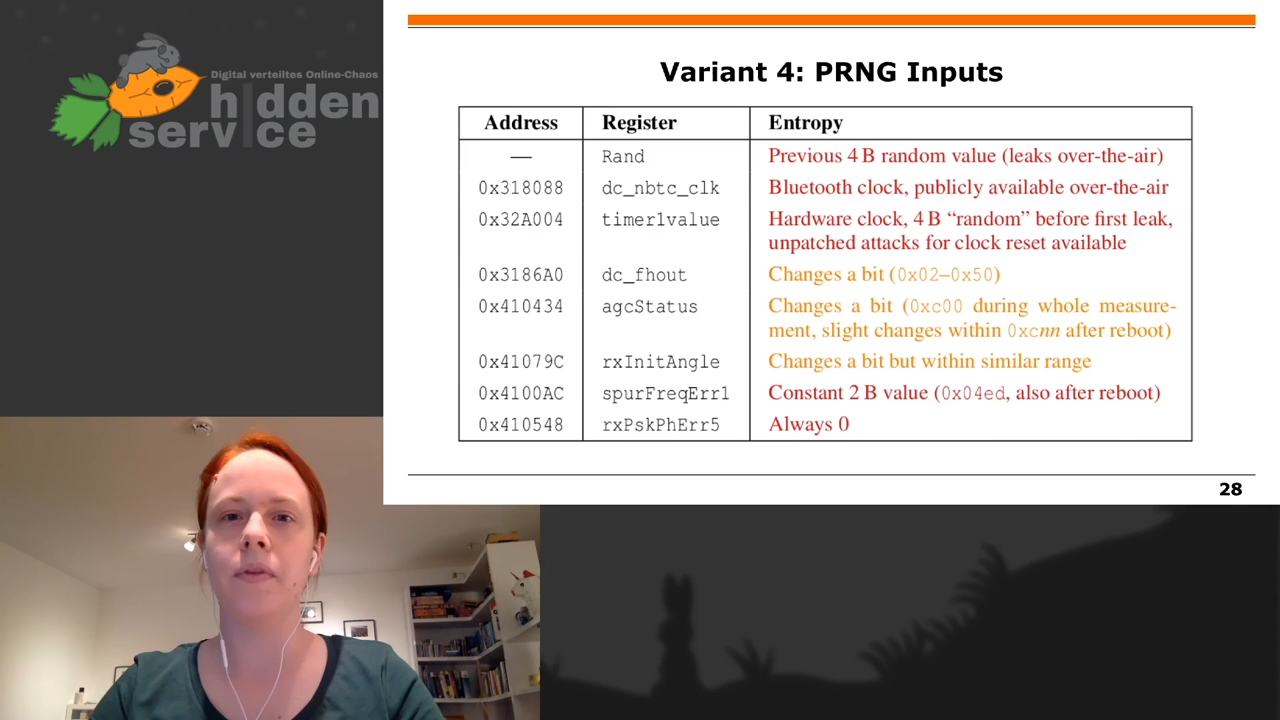 Digital verteiltes Online-Chaos
hidden
service
Variant 4: PRNG Inputs
Address Register Entropy
— Rand Previous 4 B random value (leaks over-the-air)
0x318088 dc_nbtc_clk Bluetooth clock, publicly available over-the-air
0x32A004 timer1value Hardware clock, 4 B “random” before first leak,
unpatched attacks for clock reset available
0x3186A0 dc_fhout Changes a bit (0x02–0x50)
0x410434 agcStatus Changes a bit (0xc00 during whole measure-
ment, slight changes within 0xcnn after reboot)
0x41079C rxInitAngle Changes a bit but within similar range
0x4100AC spurFreqErr1 Constant 2 B value (0x04ed, also after reboot)
0x410548 rxPskPhErr5 Always 0
28